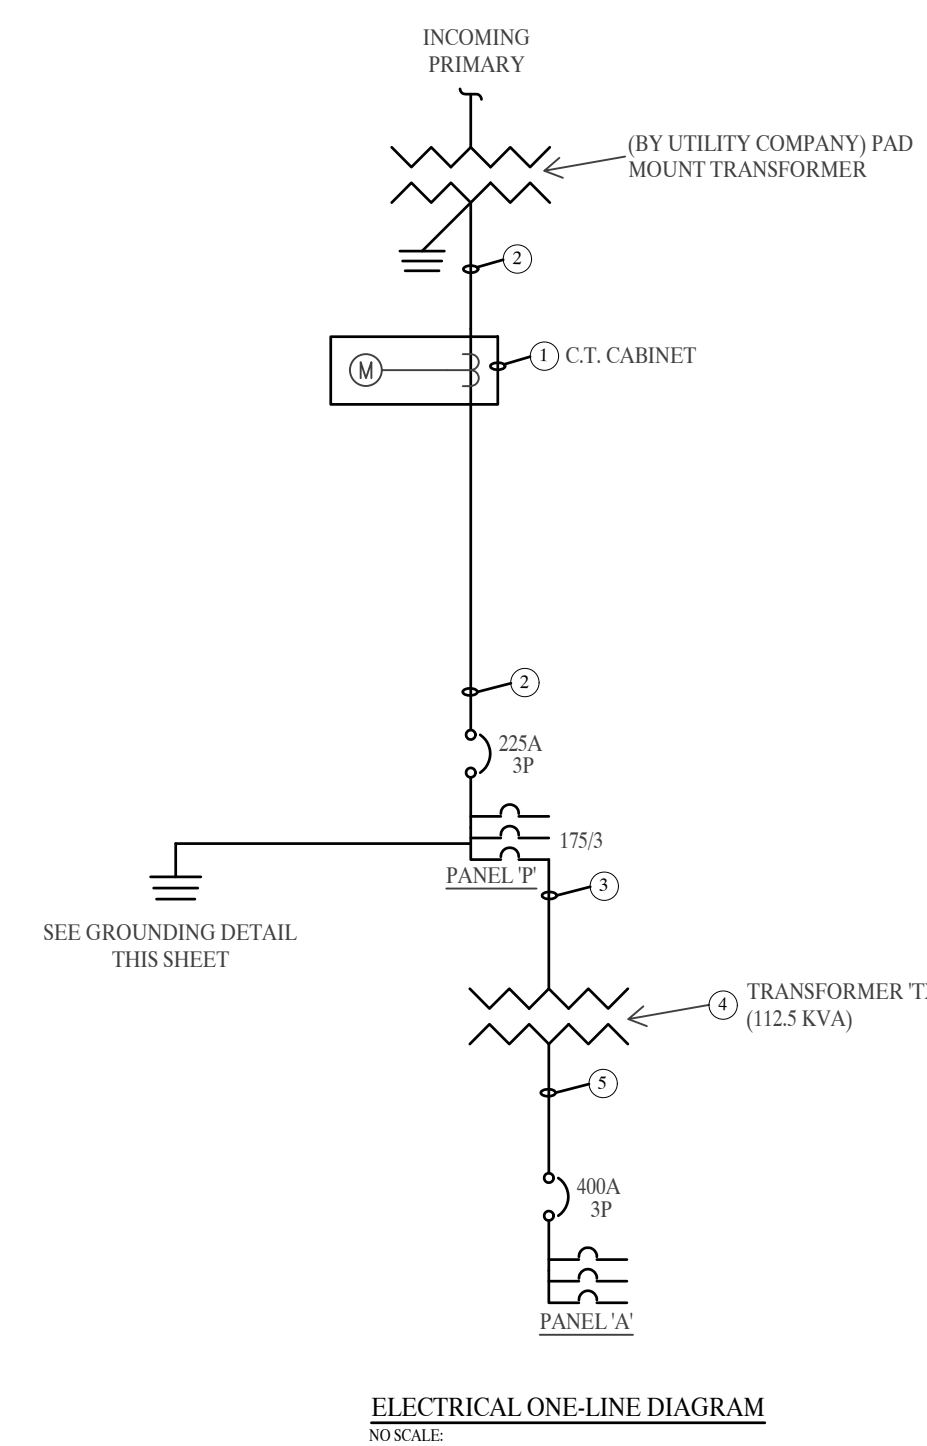 INCOMING
PRIMARY
(BY UTILITY COMPANY) PAD
MOUNT TRANSFORMER
2
M
1 C.T. CABINET
2
225A
3P
175/3
PANEL 'P'
3
SEE GROUNDING DETAIL
THIS SHEET
4 TRANSFORMER
(112.5 KVA)
5
400A
3P
PANEL 'A'
ELECTRICAL ONE-LINE DIAGRAM
NO SCALE: